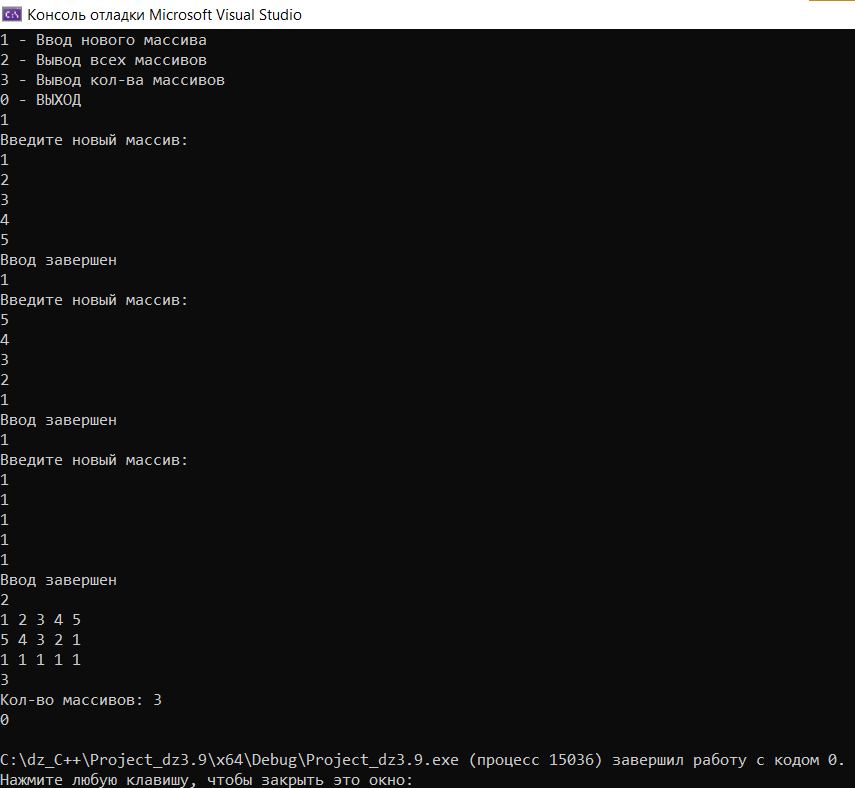 Консоль отладки Microsoft Visual Studio
1 - Ввод нового массива
2 - Вывод всех массивов
3 - Вывод кол-ва массивов
0 - ВЫХОД
1
Введите новый массив:
1
2
3
4
5
Ввод завершен
1
Введите новый массив:
5
4
3
2
1
Ввод завершен
1
Введите новый массив:
1
1
1
1
1
Ввод завершен
2
1 2 3 4 5
5 4 3 2 1
1 1 1 1 1
3
Кол-во массивов: 3
0
C:\dz_C++\Project_dz3.9\x64\Debug\Project_dz3.9.exe (процесс 15036) завершил работу с кодом 0.
Нажмите любую клавишу, чтобы закрыть это окно: